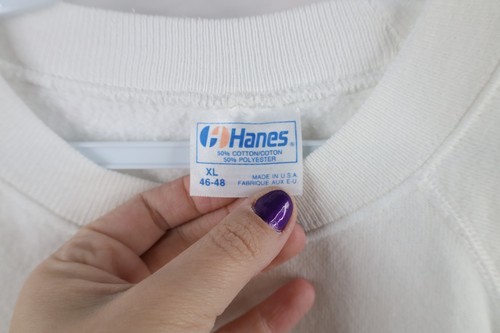 Hanes®
50% COTTON/COTON
50% POLYESTER
XL
46-48
MADE IN U.S.A
FABRIQUE AUX E-U